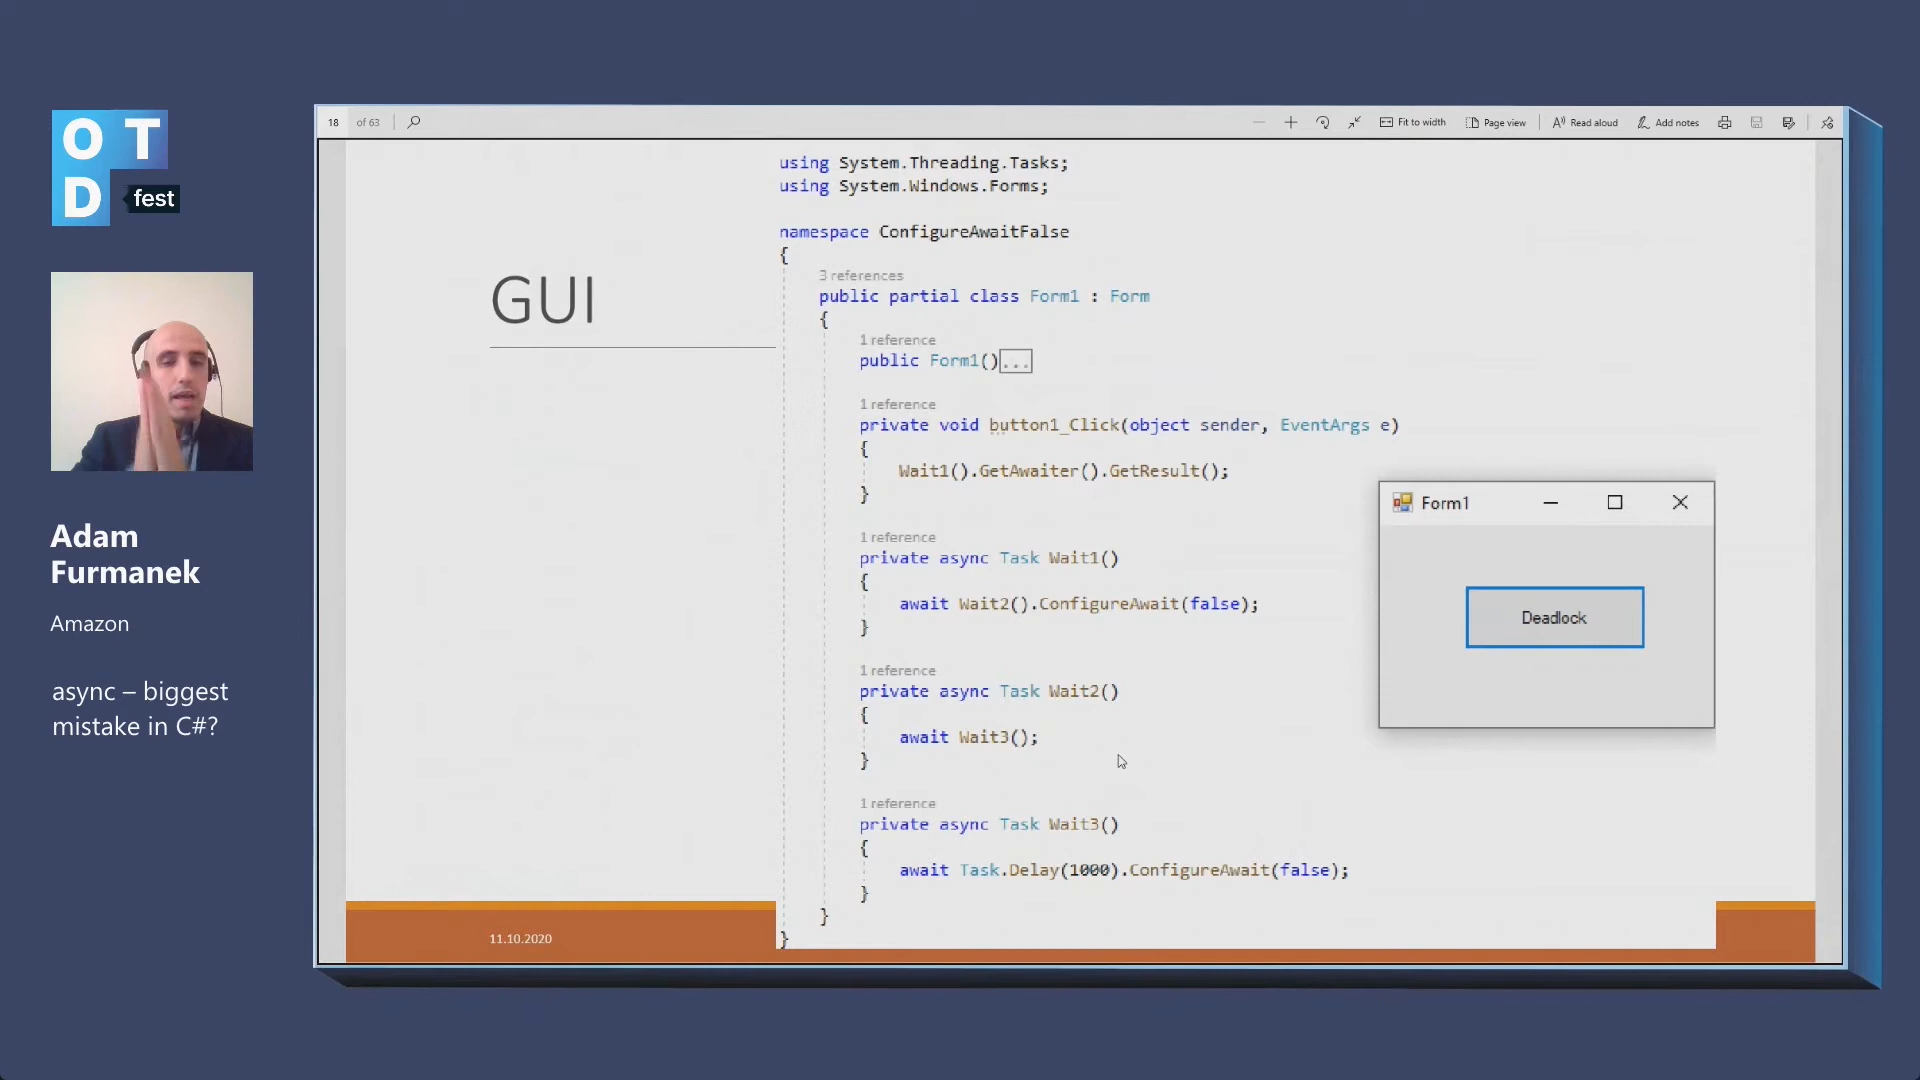 O T
D fest
Adam
Furmanek
Amazon
async – biggest
mistake in C#?
18 of 63 Fit to width Page view Read aloud Add notes
GUI
using System.Threading.Tasks;
using System.Windows.Forms;
namespace ConfigureAwaitFalse
{
3 references
public partial class Form1 : Form
{
1 reference
public Form1()...
1 reference
private void button1_Click(object sender, EventArgs e)
{
Wait1().GetAwaiter().GetResult();
}
1 reference
private async Task Wait1()
{
await Wait2().ConfigureAwait(false);
}
1 reference
private async Task Wait2()
{
await Wait3();
}
1 reference
private async Task Wait3()
{
await Task.Delay(1000).ConfigureAwait(false);
}
}
}
Form1
Deadlock
11.10.2020